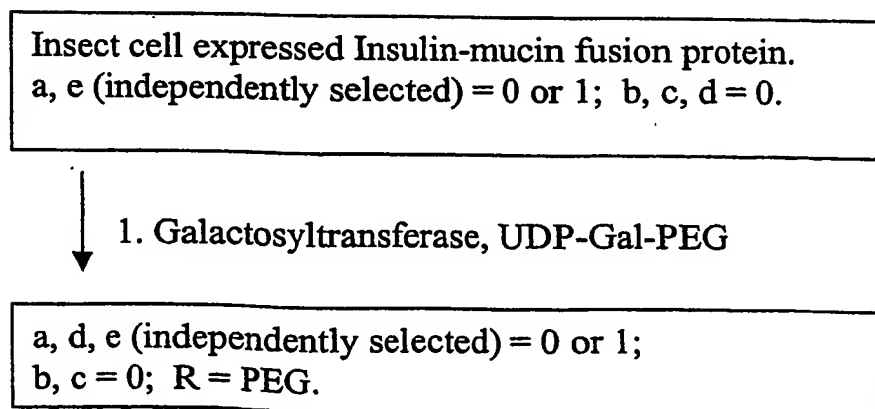 Insect cell expressed Insulin-mucin fusion protein.
a, e (independently selected) = 0 or 1; b, c, d = 0.
1. Galactosyltransferase, UDP-Gal-PEG
a, d, e (independently selected) = 0 or 1;
b, c = 0; R = PEG.